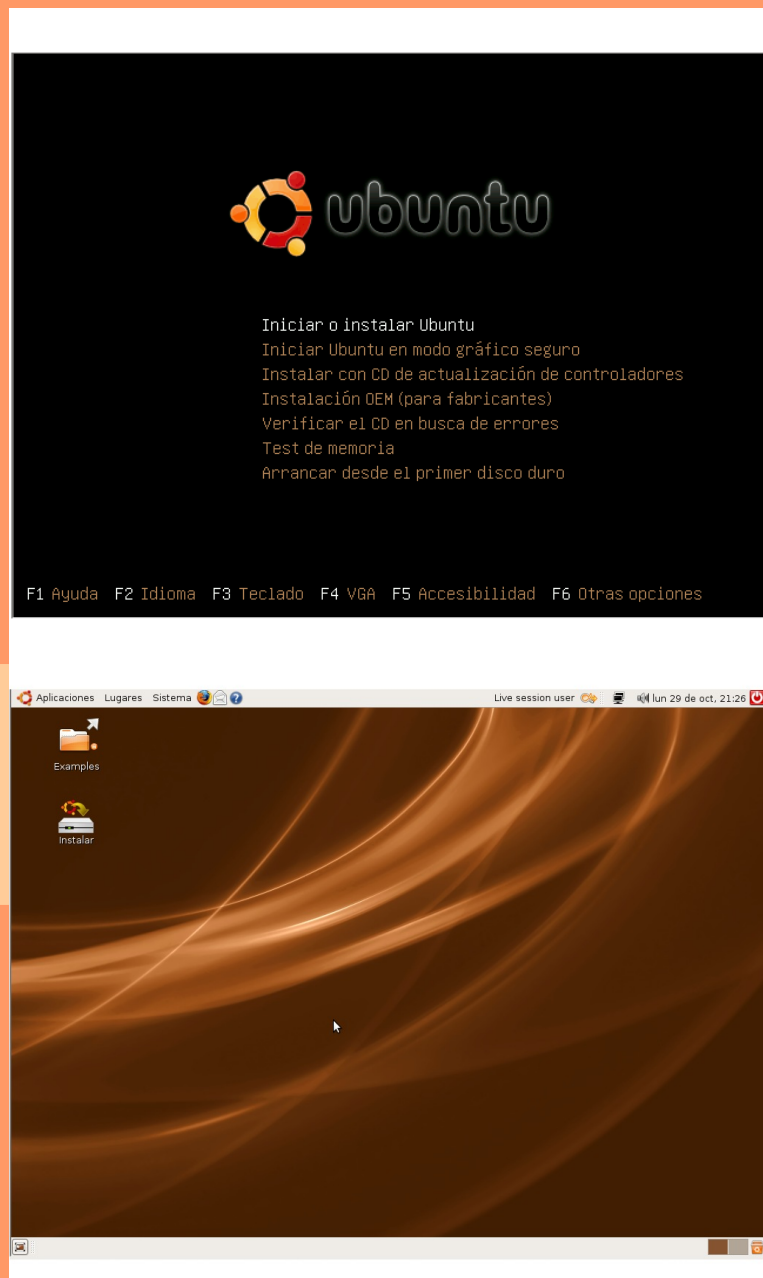 ubuntu
Iniciar o instalar Ubuntu
Iniciar Ubuntu en modo gráfico seguro
Instalar con CD de actualización de controladores
Instalación OEM (para fabricantes)
Verificar el CD en busca de errores
Test de memoria
Arrancar desde el primer disco duro
F1 Ayuda F2 Idioma F3 Teclado F4 VGA F5 Accesibilidad F6 Otras opciones
Aplicaciones Lugares Sistema Live session user lun 29 de oct, 21:26
Examples
Instalar